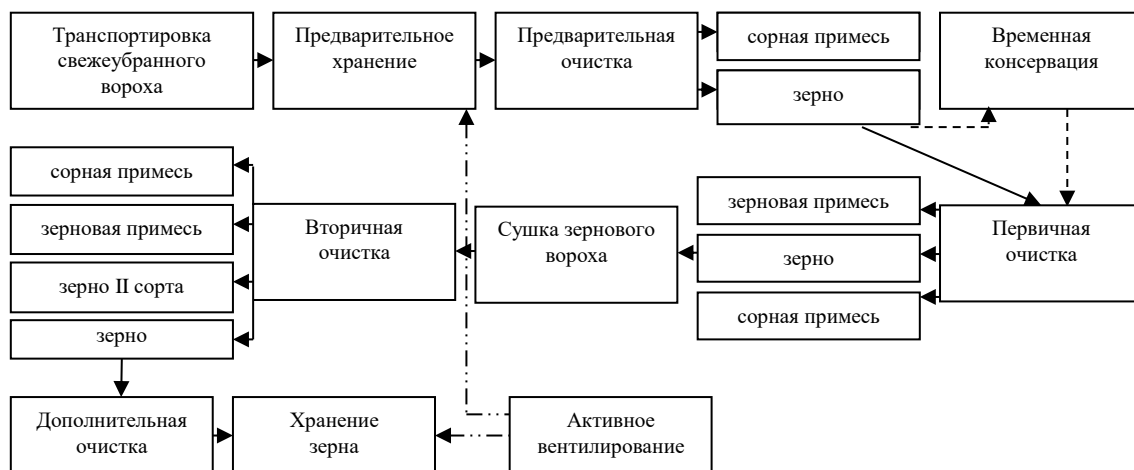 Транспортировка
свежеубранного
вороха
Предварительное
хранение
Предварительная
очистка
сорная примесь
зерно
Временная
консервация
сорная примесь
зерновая примесь
зерно II сорта
зерно
Вторичная
очистка
Сушка зернового
вороха
зерновая примесь
зерно
сорная примесь
Первичная
очистка
Дополнительная
очистка
Хранение
зерна
Активное
вентилирование